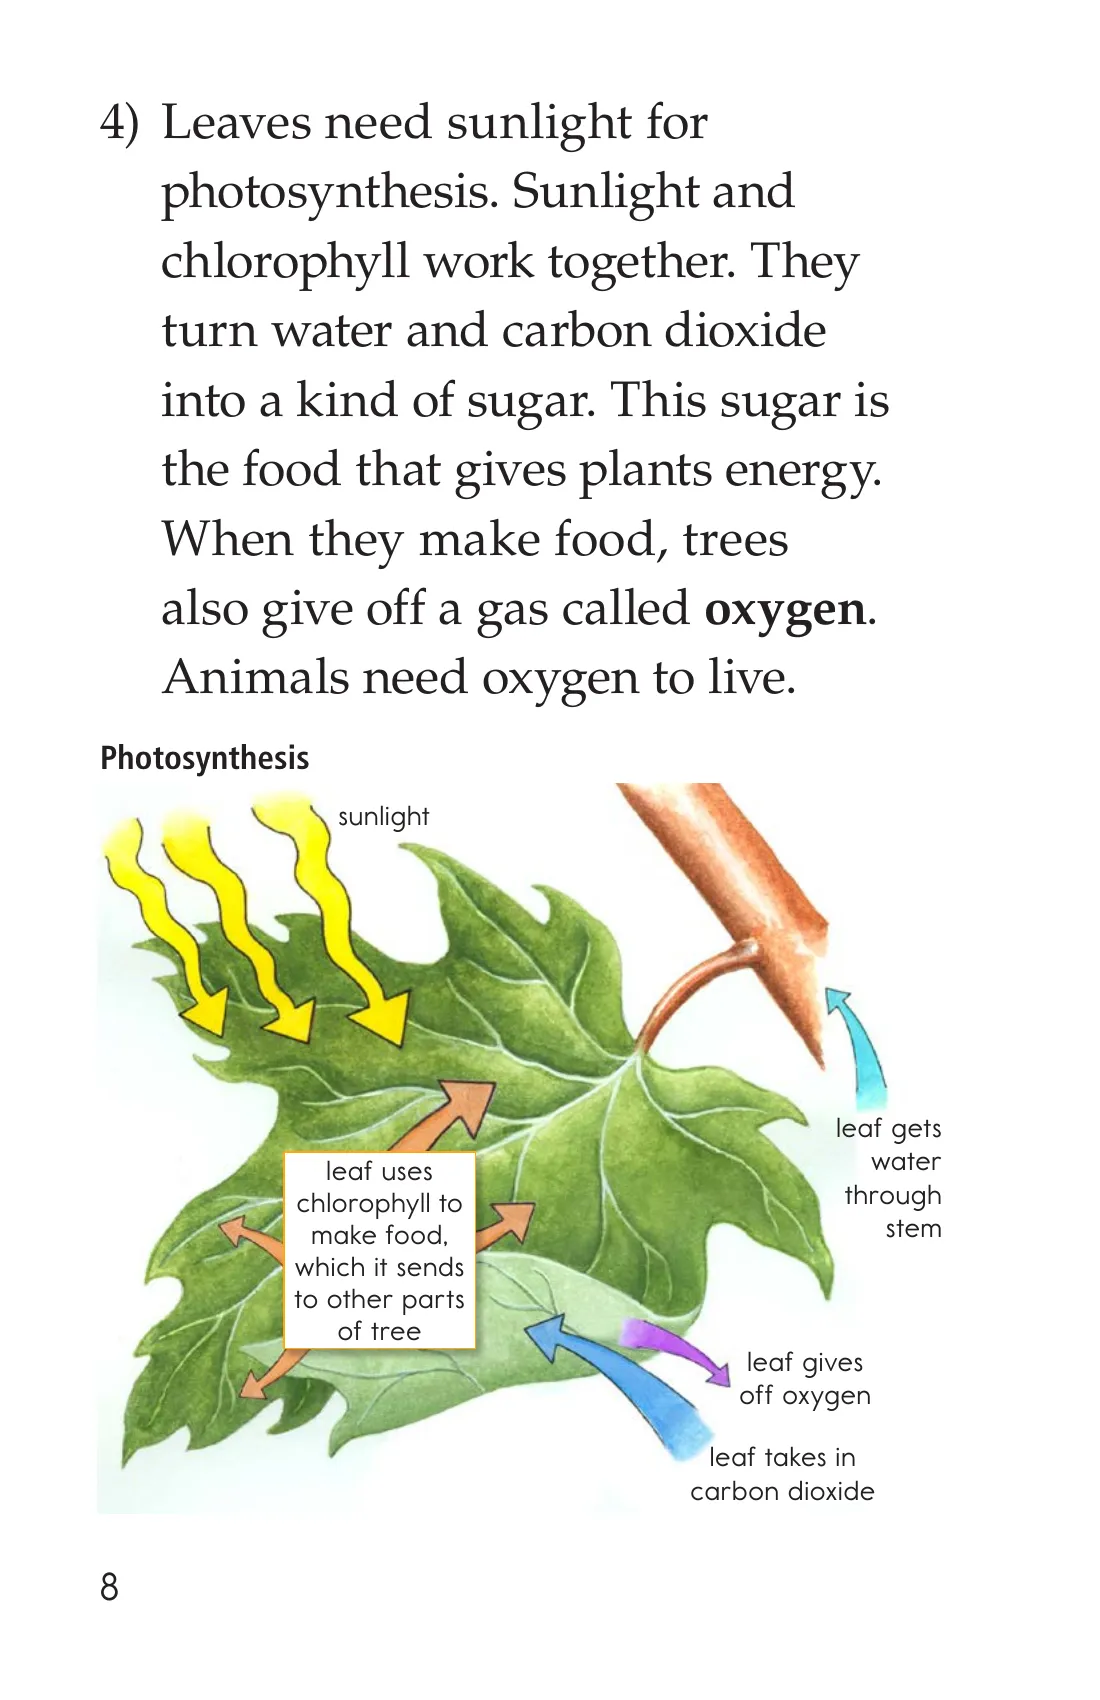 4) Leaves need sunlight for
photosynthesis. Sunlight and
chlorophyll work together. They
turn water and carbon dioxide
into a kind of sugar. This sugar is
the food that gives plants energy.
When they make food, trees
also give off a gas called oxygen.
Animals need oxygen to live.
Photosynthesis
sunlight
leaf gets
water
through
stem
leaf uses
chlorophyll to
make food,
which it sends
to other parts
of tree
leaf gives
off oxygen
leaf takes in
carbon dioxide
8